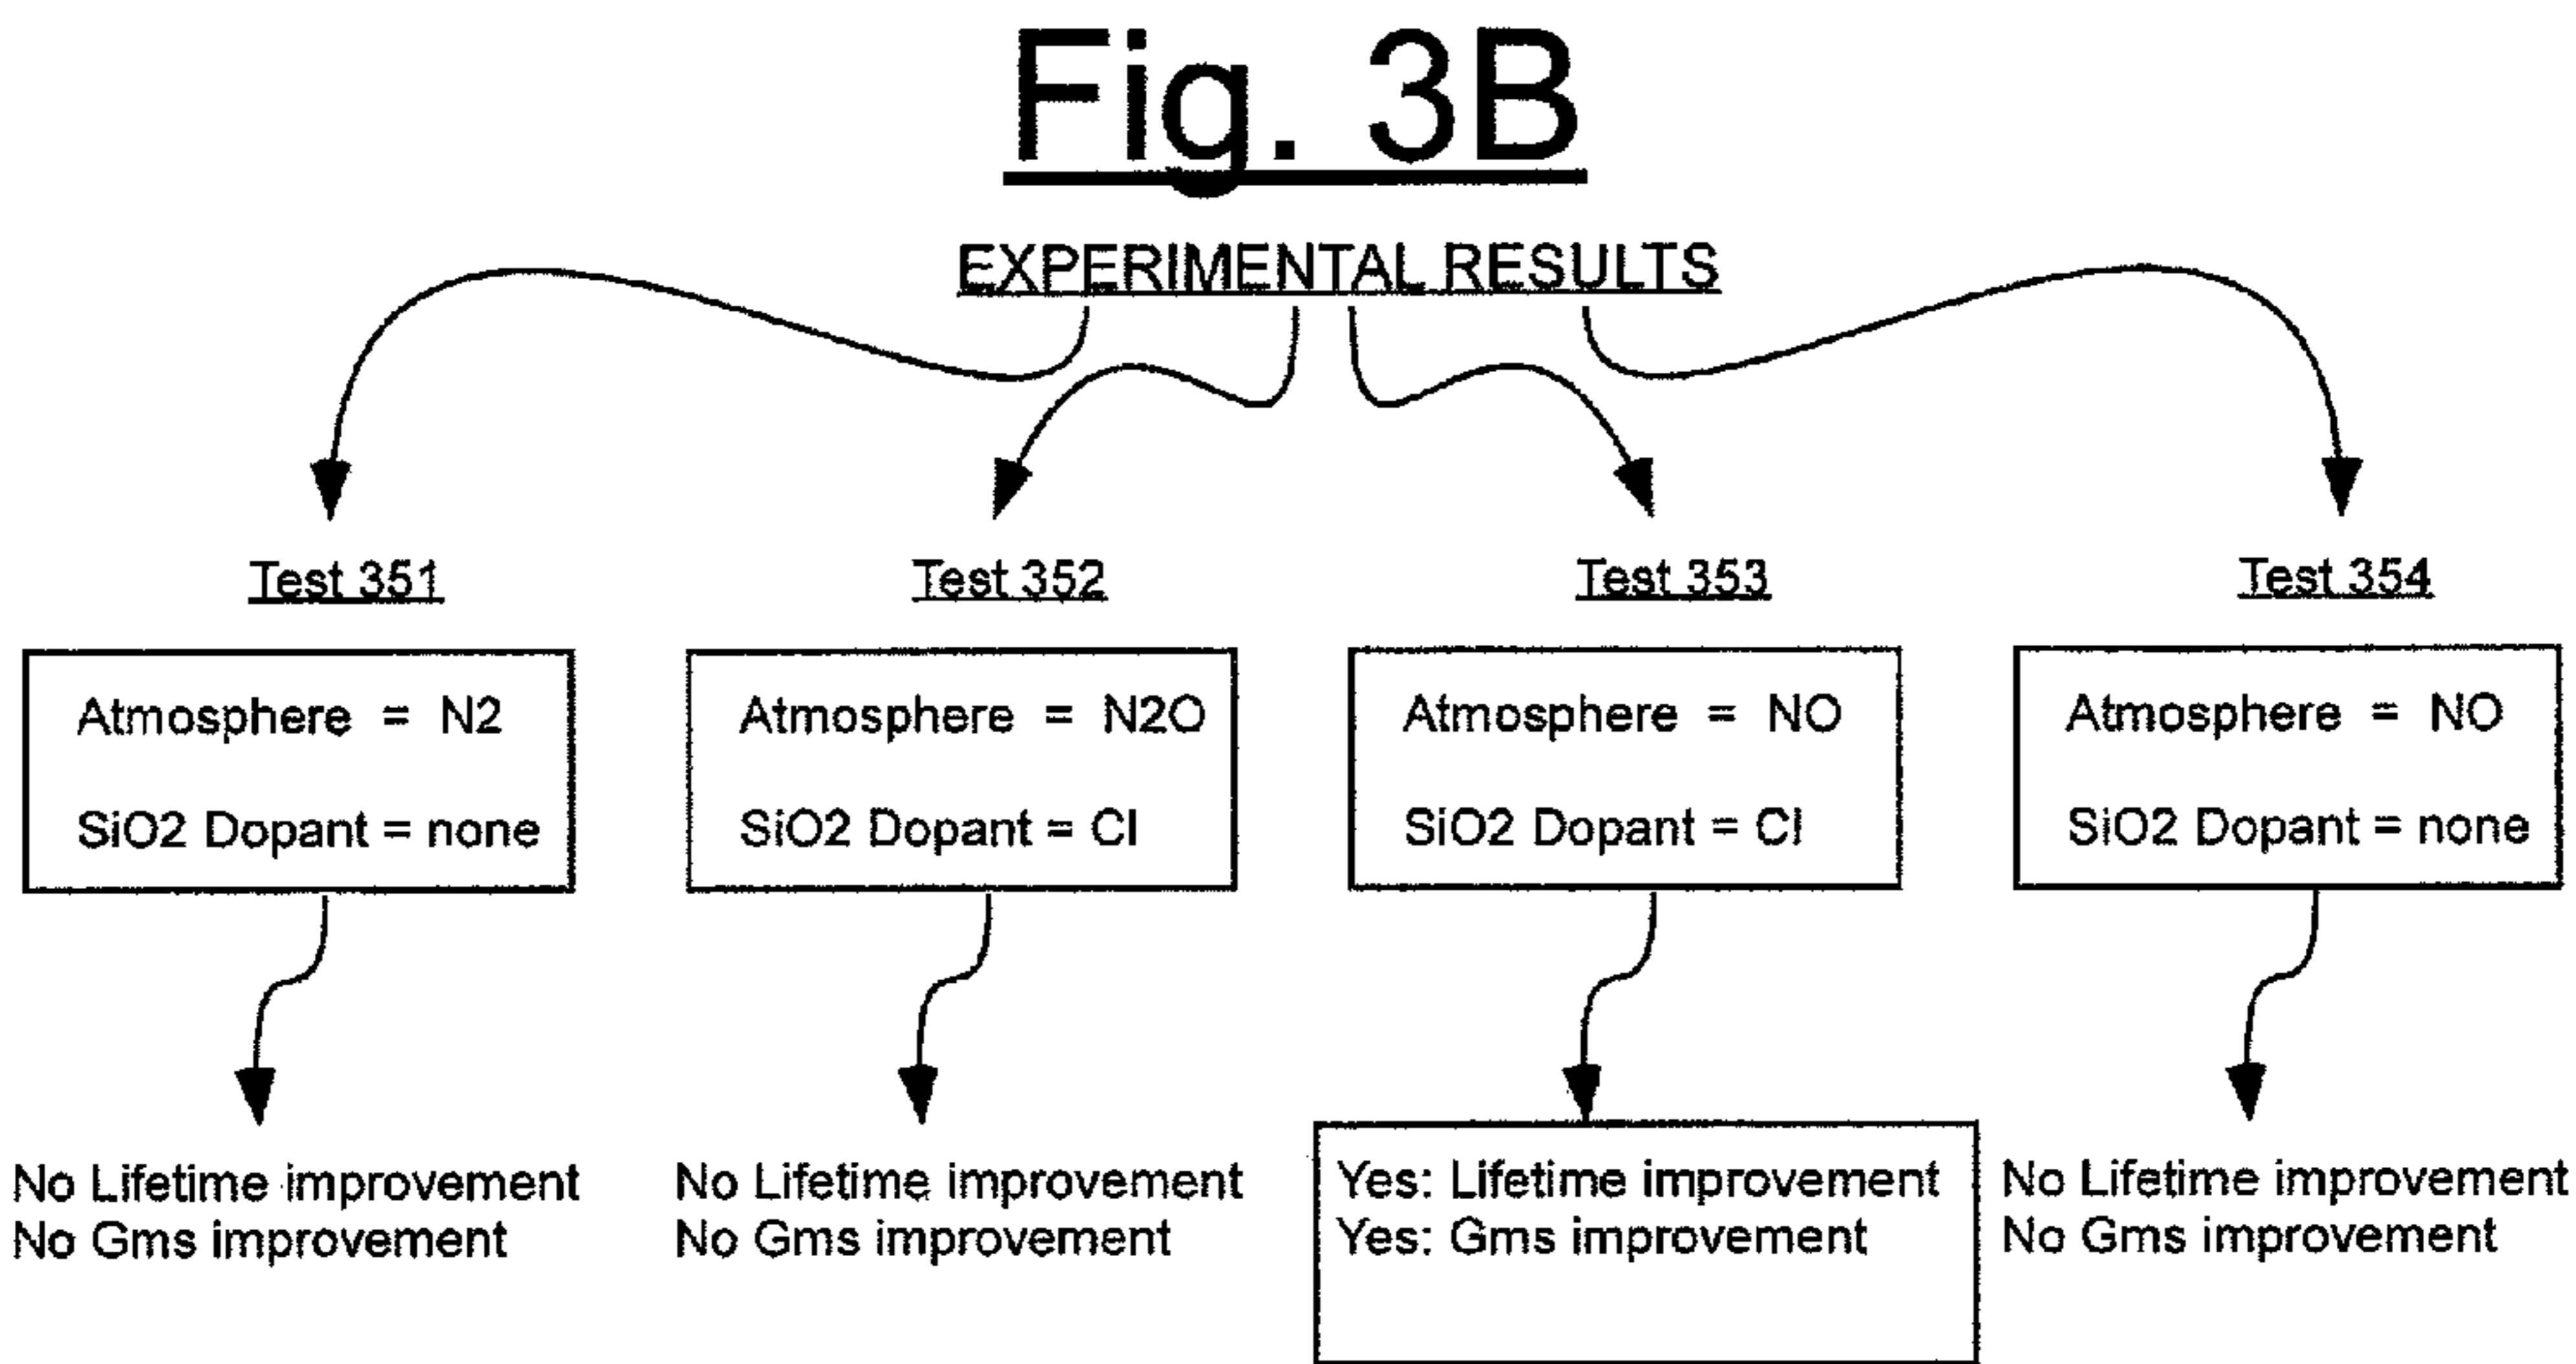 Fig. 3B
EXPERIMENTAL RESULTS
Test 351
Atmosphere = N2
SiO2 Dopant = none
No Lifetime improvement
No Gms improvement
Test 352
Atmosphere = N2O
SiO2 Dopant = Cl
No Lifetime improvement
No Gms improvement
Test 353
Atmosphere = NO
SiO2 Dopant = Cl
Yes: Lifetime improvement
Yes: Gms improvement
Test 354
Atmosphere = NO
SiO2 Dopant = none
No Lifetime improvement
No Gms improvement